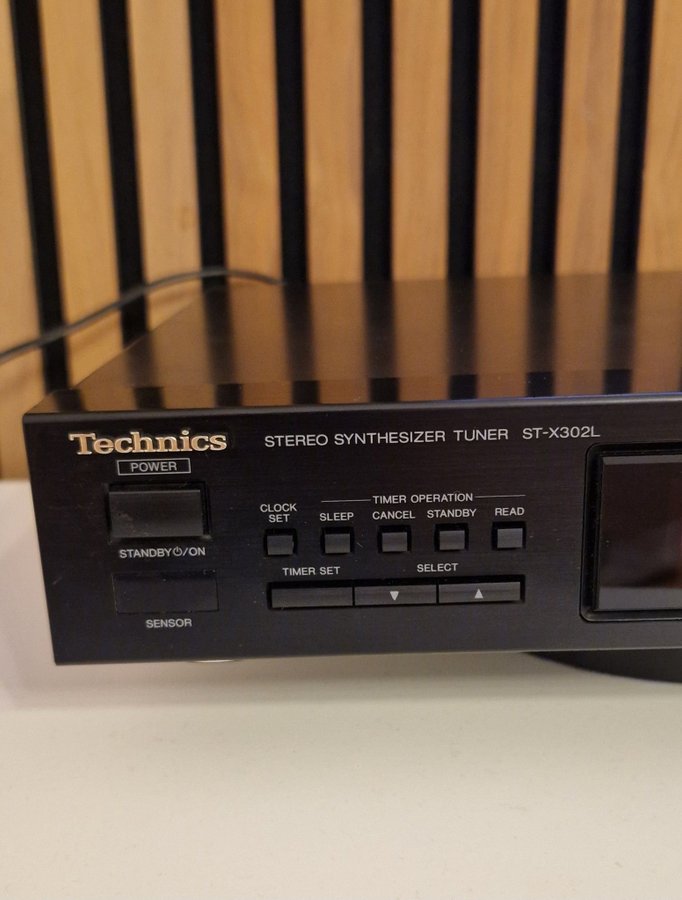 Technics
STEREO SYNTHESIZER TUNER ST-X302L
POWER
STANDBY⏻/ON
SENSOR
TIMER OPERATION
CLOCK SET
SLEEP CANCEL STANDBY READ
TIMER SET SELECT
▼ ▲